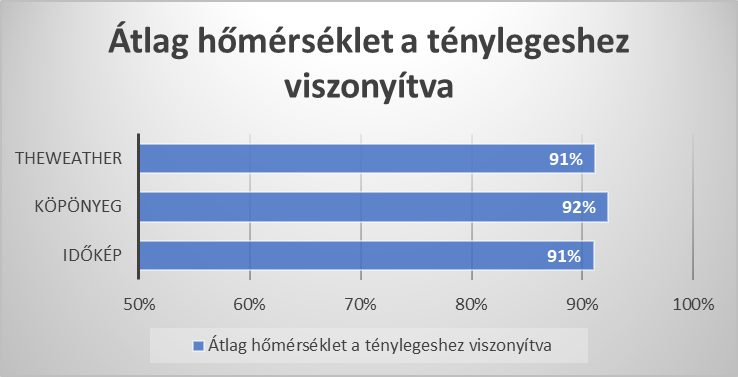 Átlag hőmérséklet a ténylegeshez
viszonyítva
THEWEATHER
91%
KÖPÖNYEG
92%
IDŐKÉP
91%
50%
60%
70%
80%
90%
100%
Átlag hőmérséklet a ténylegeshez viszonyítva